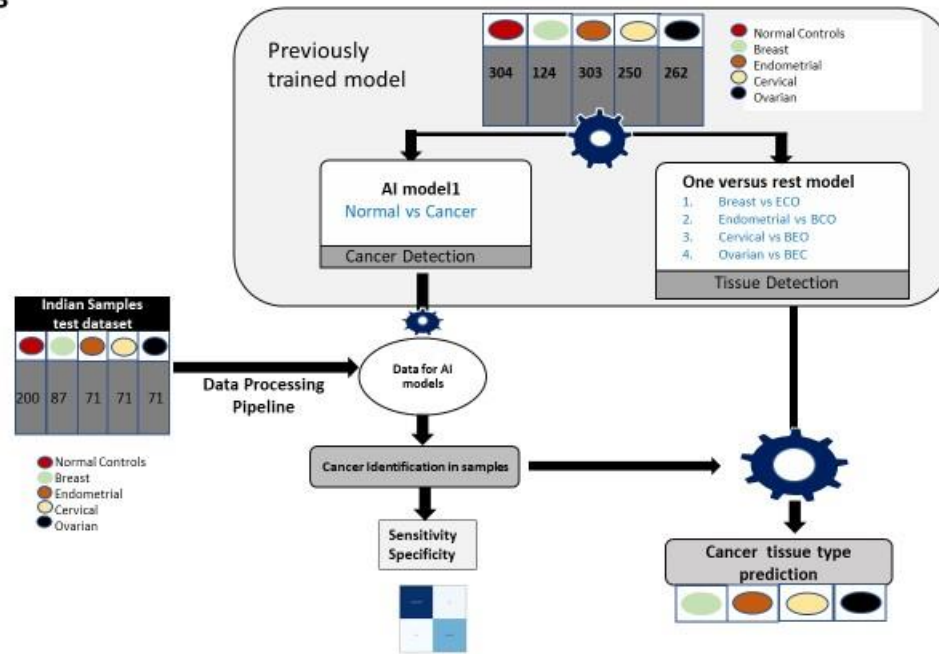 Previously
trained model
304 124 303 250 262
Normal Controls
Breast
Endometrial
Cervical
Ovarian
AI model1
Normal vs Cancer
Cancer Detection
One versus rest model
1. Breast vs ECO
2. Endometrial vs BCO
3. Cervical vs BEO
4. Ovarian vs BEC
Tissue Detection
Indian Samples
test dataset
200 87 71 71 71
Normal Controls
Breast
Endometrial
Cervical
Ovarian
Data Processing
Pipeline
Data for AI
models
Cancer Identification in samples
Sensitivity
Specificity
Cancer tissue type
prediction